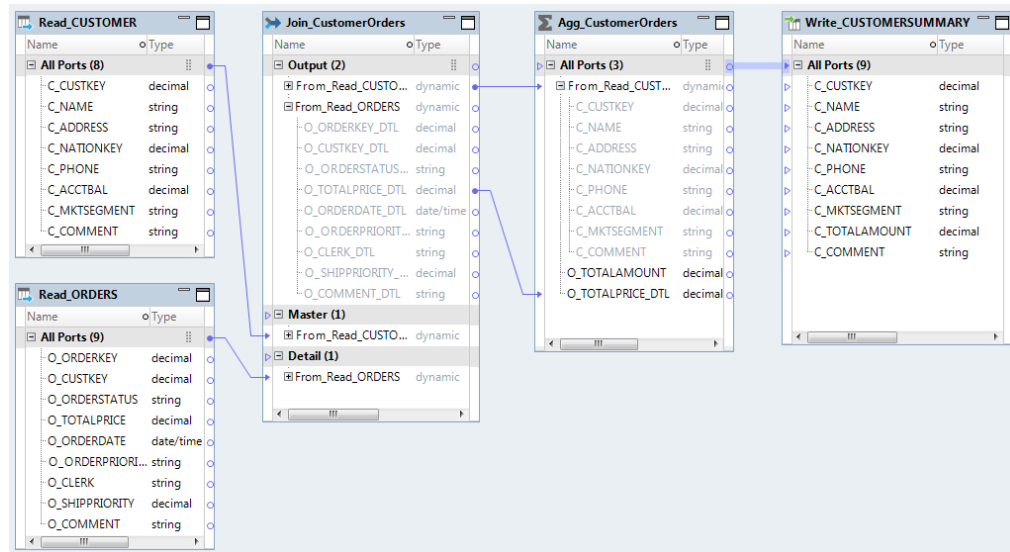 Read_CUSTOMER
Name Type
All Ports (8)
C_CUSTKEY decimal
C_NAME string
C_ADDRESS string
C_NATIONKEY decimal
C_PHONE string
C_ACCTBAL decimal
C_MKTSEGMENT string
C_COMMENT string
Read_ORDERS
Name Type
All Ports (9)
O_ORDERKEY decimal
O_CUSTKEY decimal
O_ORDERSTATUS string
O_TOTALPRICE decimal
O_ORDERDATE date/time
O_ORDERPRIORI... string
O_CLERK string
O_SHIPPRIORITY decimal
O_COMMENT string
Join_CustomerOrders
Name Type
Output (2)
From_Read_CUSTO... dynamic
From_Read_ORDERS dynamic
O_ORDERKEY_DTL decimal
O_CUSTKEY_DTL decimal
O_ORDERSTATUS... string
O_TOTALPRICE_DTL decimal
O_ORDERDATE_DTL date/time
O_ORDERPRIORIT... string
O_CLERK_DTL string
O_SHIPPRIORITY_... decimal
O_COMMENT_DTL string
Master (1)
From_Read_CUSTO... dynamic
Detail (1)
From_Read_ORDERS dynamic
Agg_CustomerOrders
Name Type
All Ports (3)
From_Read_CUST... dynamic
C_CUSTKEY decimal
C_NAME string
C_ADDRESS string
C_NATIONKEY decimal
C_PHONE string
C_ACCTBAL decimal
C_MKTSEGMENT string
C_COMMENT string
O_TOTALAMOUNT decimal
O_TOTALPRICE_DTL decimal
Write_CUSTOMERSUMMARY
Name Type
All Ports (9)
C_CUSTKEY decimal
C_NAME string
C_ADDRESS string
C_NATIONKEY decimal
C_PHONE string
C_ACCTBAL decimal
C_MKTSEGMENT string
C_TOTALAMOUNT decimal
C_COMMENT string